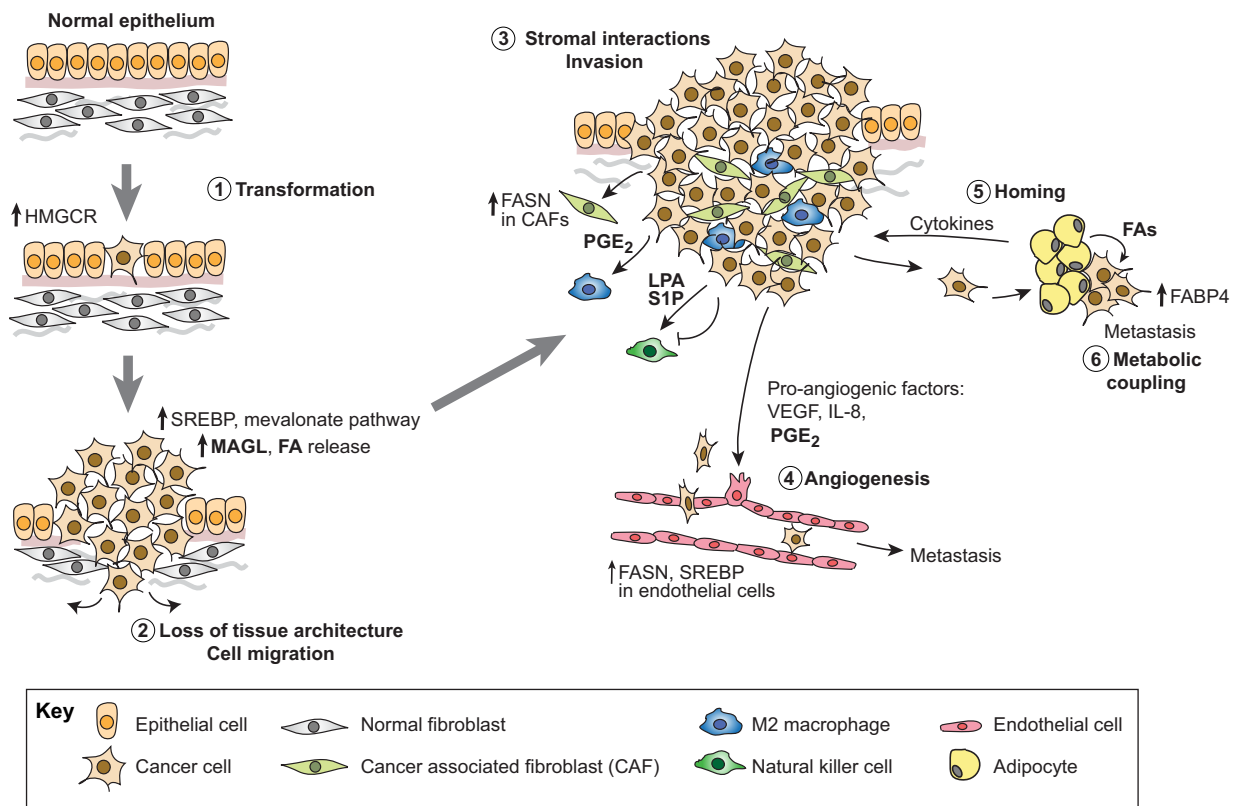 Normal epithelium
① Transformation
HMGCR
SREBP, mevalonate pathway
MAGL, FA release
② Loss of tissue architecture
Cell migration
③ Stromal interactions
Invasion
FASN
in CAFs
PGE₂
LPA
S1P
Pro-angiogenic factors:
VEGF, IL-8,
PGE₂
④ Angiogenesis
Metastasis
FASN, SREBP
in endothelial cells
⑤ Homing
Cytokines
FAs
FABP4
Metastasis
⑥ Metabolic
coupling
Key
Epithelial cell
Normal fibroblast
M2 macrophage
Endothelial cell
Cancer cell
Cancer associated fibroblast (CAF)
Natural killer cell
Adipocyte